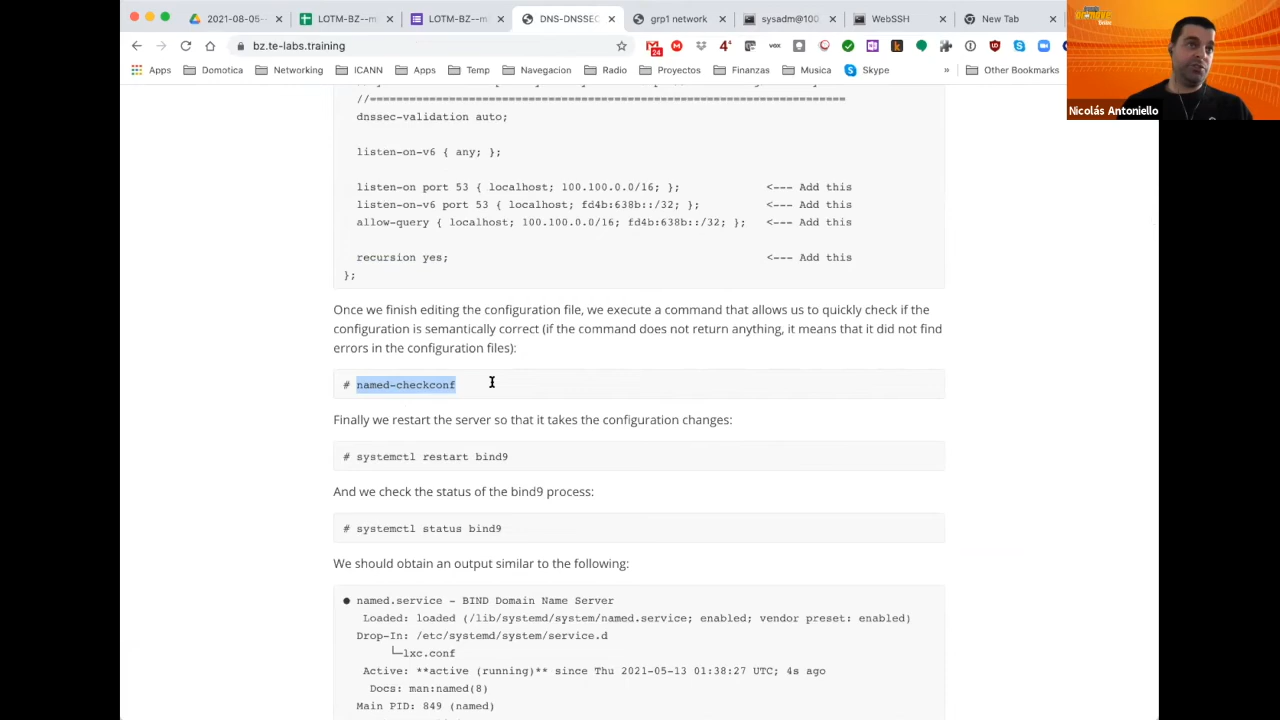 2021-08-05--
LOTM-BZ--m
LOTM-BZ--m
DNS-DNSSEC
grp1 network
sysadm@100
WebSSH
New Tab
bz.te-labs.training
24
vox
Apps
Domotica
Networking
ICANN
Apps
Temp
Navegacion
Radio
Proyectos
Finanzas
Musica
Skype
»
Other Bookmarks
Nicolás Antoniello
dnssec-validation auto;
listen-on-v6 { any; };
listen-on port 53 { localhost; 100.100.0.0/16; }; <--- Add this
listen-on-v6 port 53 { localhost; fd4b:638b::/32; }; <--- Add this
allow-query { localhost; 100.100.0.0/16; fd4b:638b::/32; }; <--- Add this
recursion yes; <--- Add this
};
Once we finish editing the configuration file, we execute a command that allows us to quickly check if the
configuration is semantically correct (if the command does not return anything, it means that it did not find
errors in the configuration files):
# named-checkconf
Finally we restart the server so that it takes the configuration changes:
# systemctl restart bind9
And we check the status of the bind9 process:
# systemctl status bind9
We should obtain an output similar to the following:
● named.service - BIND Domain Name Server
Loaded: loaded (/lib/systemd/system/named.service; enabled; vendor preset: enabled)
Drop-In: /etc/systemd/system/service.d
└─lxc.conf
Active: **active (running)** since Thu 2021-05-13 01:38:27 UTC; 4s ago
Docs: man:named(8)
Main PID: 849 (named)